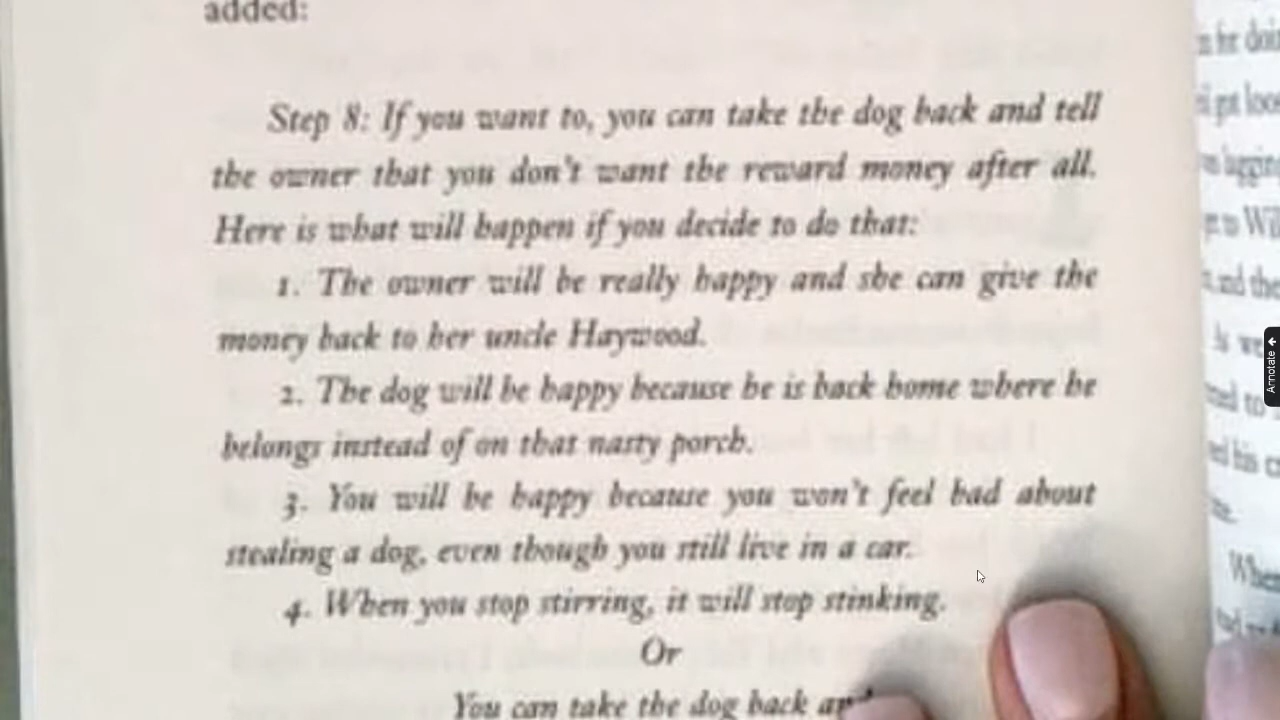 added:
Step 8: If you want to, you can take the dog back and tell
the owner that you don't want the reward money after all.
Here is what will happen if you decide to do that:
1. The owner will be really happy and she can give the
money back to her uncle Haywood.
2. The dog will be happy because he is back home where he
belongs instead of on that nasty porch.
3. You will be happy because you won't feel bad about
stealing a dog, even though you still live in a car.
4. When you stop stirring, it will stop stinking.
Or
You can take the dog back and
Annotate